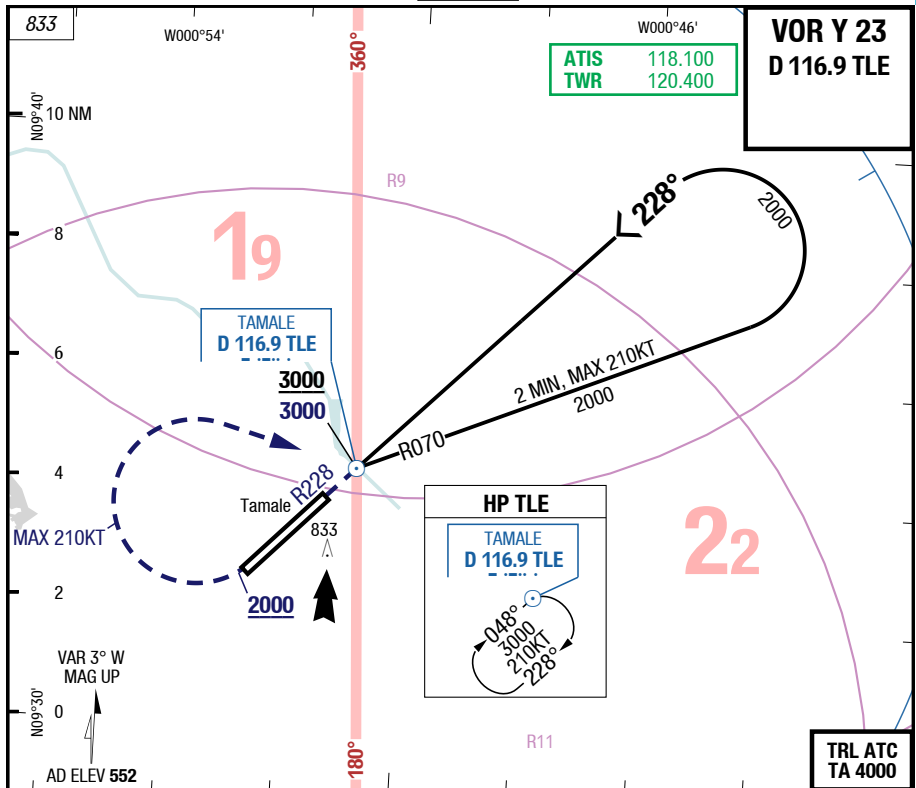 833
W000°54'
360°
W000°46'
ATIS 118.100
TWR 120.400
VOR Y 23
D 116.9 TLE
N09°40'
10 NM
R9
228°
2000
8
19
TAMALE
D 116.9 TLE
6
3000
3000
2 MIN, MAX 210KT
2000
R070
4
R228
Tamale
833
MAX 210KT
HP TLE
TAMALE
D 116.9 TLE
22
2
2000
048°
3000
210KT
228°
VAR 3° W
MAG UP
N09°30'
0
R11
180°
AD ELEV 552
TRL ATC
TA 4000